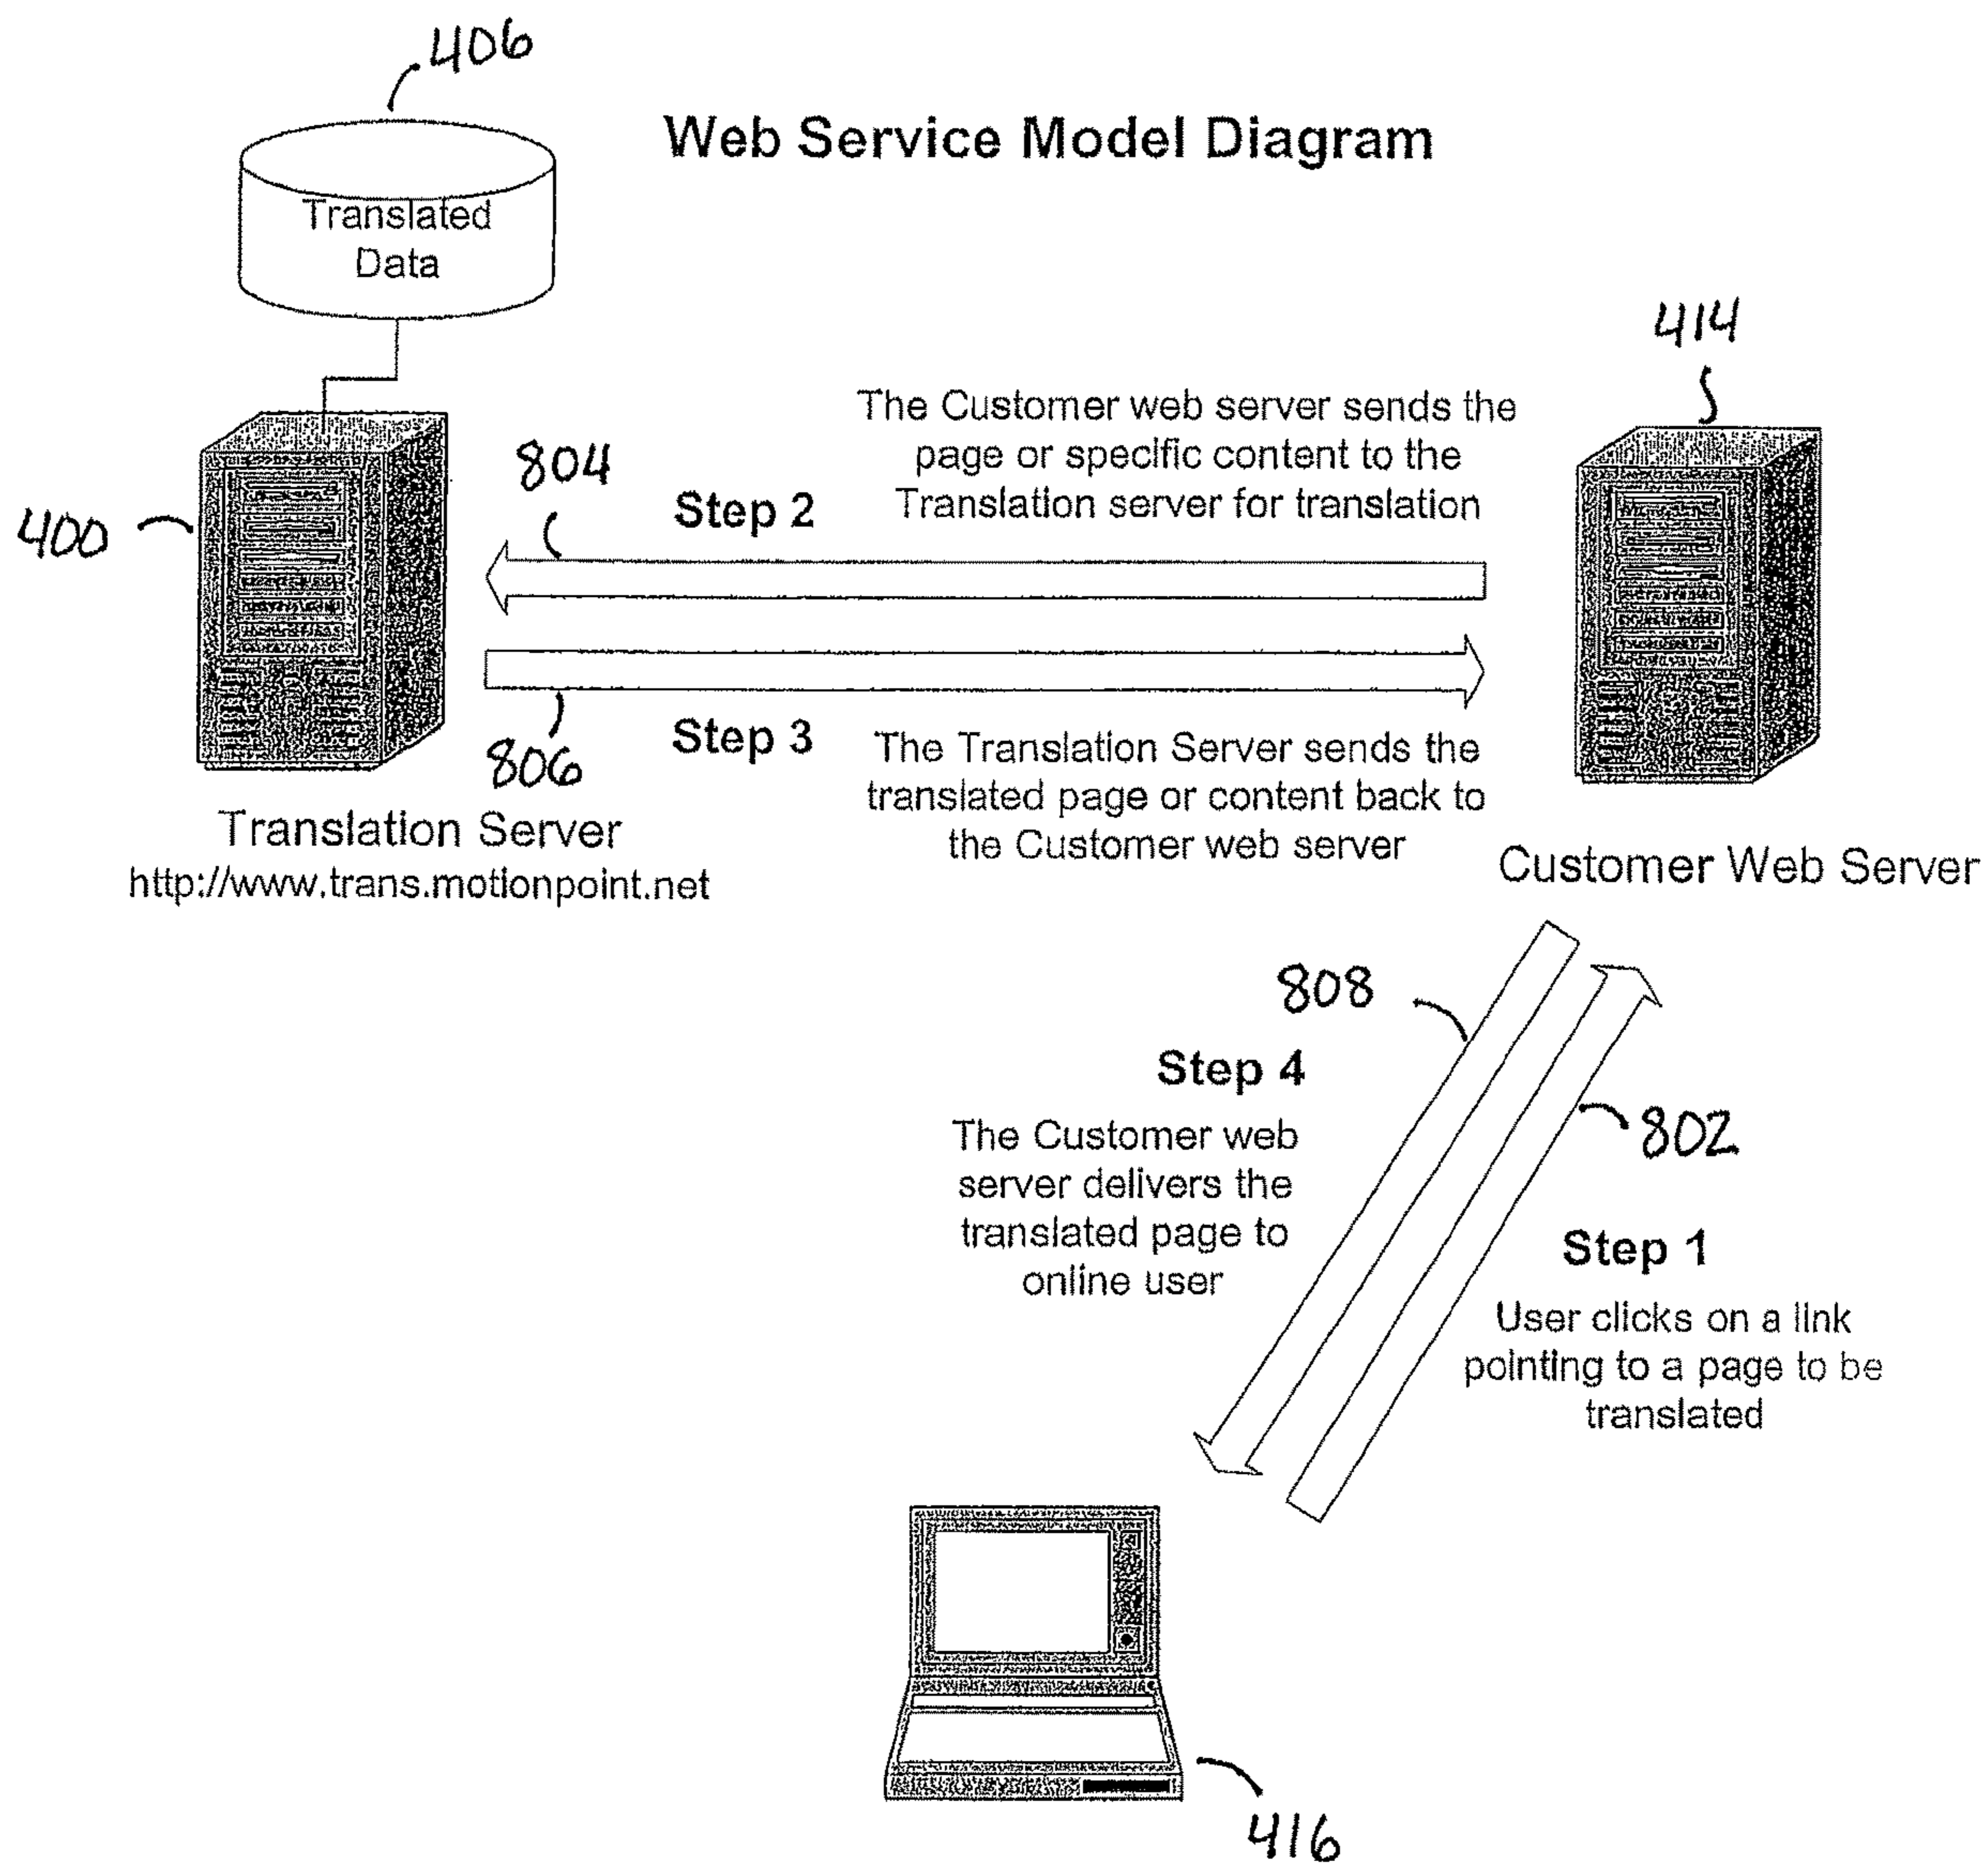 406
Web Service Model Diagram
Translated
Data
414
The Customer web server sends the
page or specific content to the
Translation server for translation
804
Step 2
400
806
Step 3
The Translation Server sends the
translated page or content back to
the Customer web server
Translation Server
http://www.trans.motionpoint.net
Customer Web Server
808
Step 4
The Customer web
server delivers the
translated page to
online user
802
Step 1
User clicks on a link
pointing to a page to be
translated
416